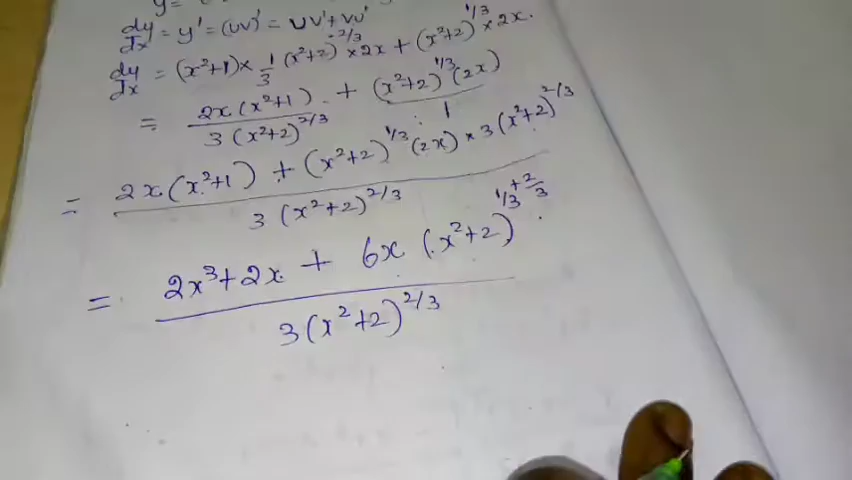 y =
dy/dx = y' = (uv)' = uv' + vu'
dy/dx = (x²+1) × 1/3 (x²+2)^-2/3 × 2x + (x²+2)^1/3 × 2x.
= 2x(x²+1) / 3(x²+2)^2/3 + (x²+2)^1/3 (2x) / 1
= 2x(x²+1) + (x²+2)^1/3 (2x) × 3(x²+2)^2/3 / 3(x²+2)^2/3
= 2x³+2x + 6x (x²+2)^1/3+2/3 / 3(x²+2)^2/3